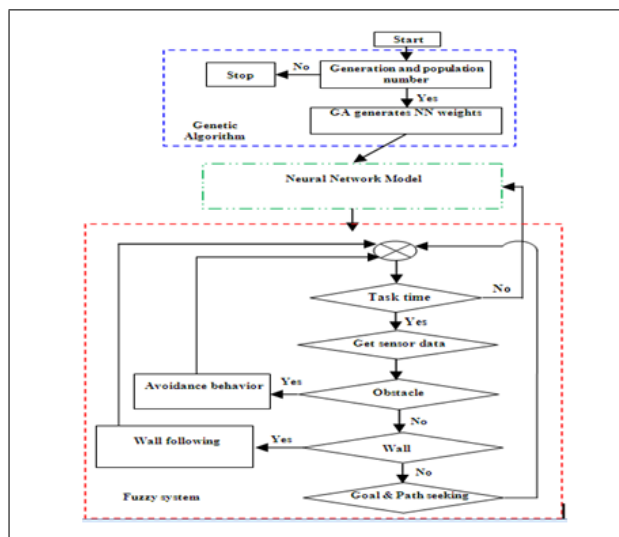 Start
No
Stop
Generation and population
number
Yes
GA generates NN weights
Genetic
Algorithm
Neural Network Model
Task time
No
Yes
Get sensor data
Avoidance behavior
Yes
Obstacle
No
Wall following
Yes
Wall
No
Fuzzy system
Goal & Path seeking